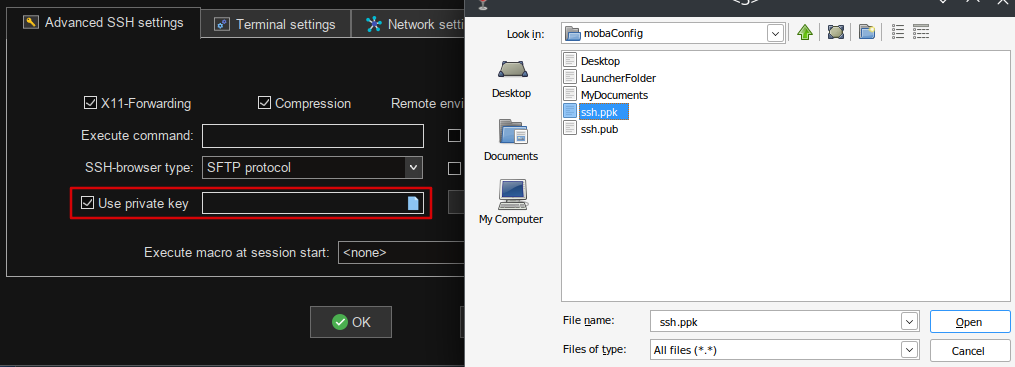 Advanced SSH settings
Terminal settings
Network setti
X11-Forwarding
Compression
Remote envi
Execute command:
SSH-browser type:
SFTP protocol
Use private key
Execute macro at session start:
<none>
OK
<3>
Look in:
mobaConfig
Desktop
Documents
My Computer
Desktop
LauncherFolder
MyDocuments
ssh.ppk
ssh.pub
File name:
ssh.ppk
Open
Files of type:
All files (*.*)
Cancel